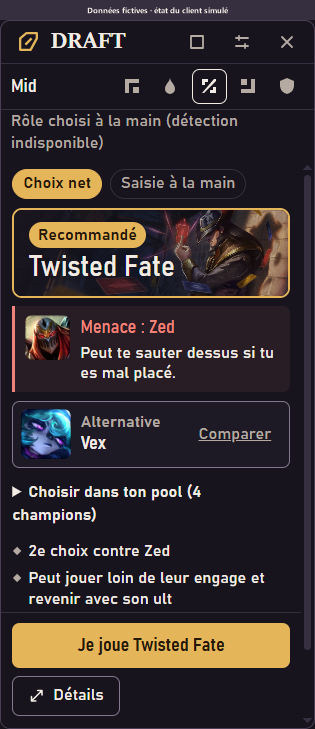 Données fictives · état du client simulé
DRAFT
Mid
Rôle choisi à la main (détection
indisponible)
Choix net
Saisie à la main
Recommandé
Twisted Fate
Menace : Zed
Peut te sauter dessus si tu
es mal placé.
Alternative
Vex
Comparer
Choisir dans ton pool (4
champions)
2e choix contre Zed
Peut jouer loin de leur engage et
revenir avec son ult
Je joue Twisted Fate
Détails